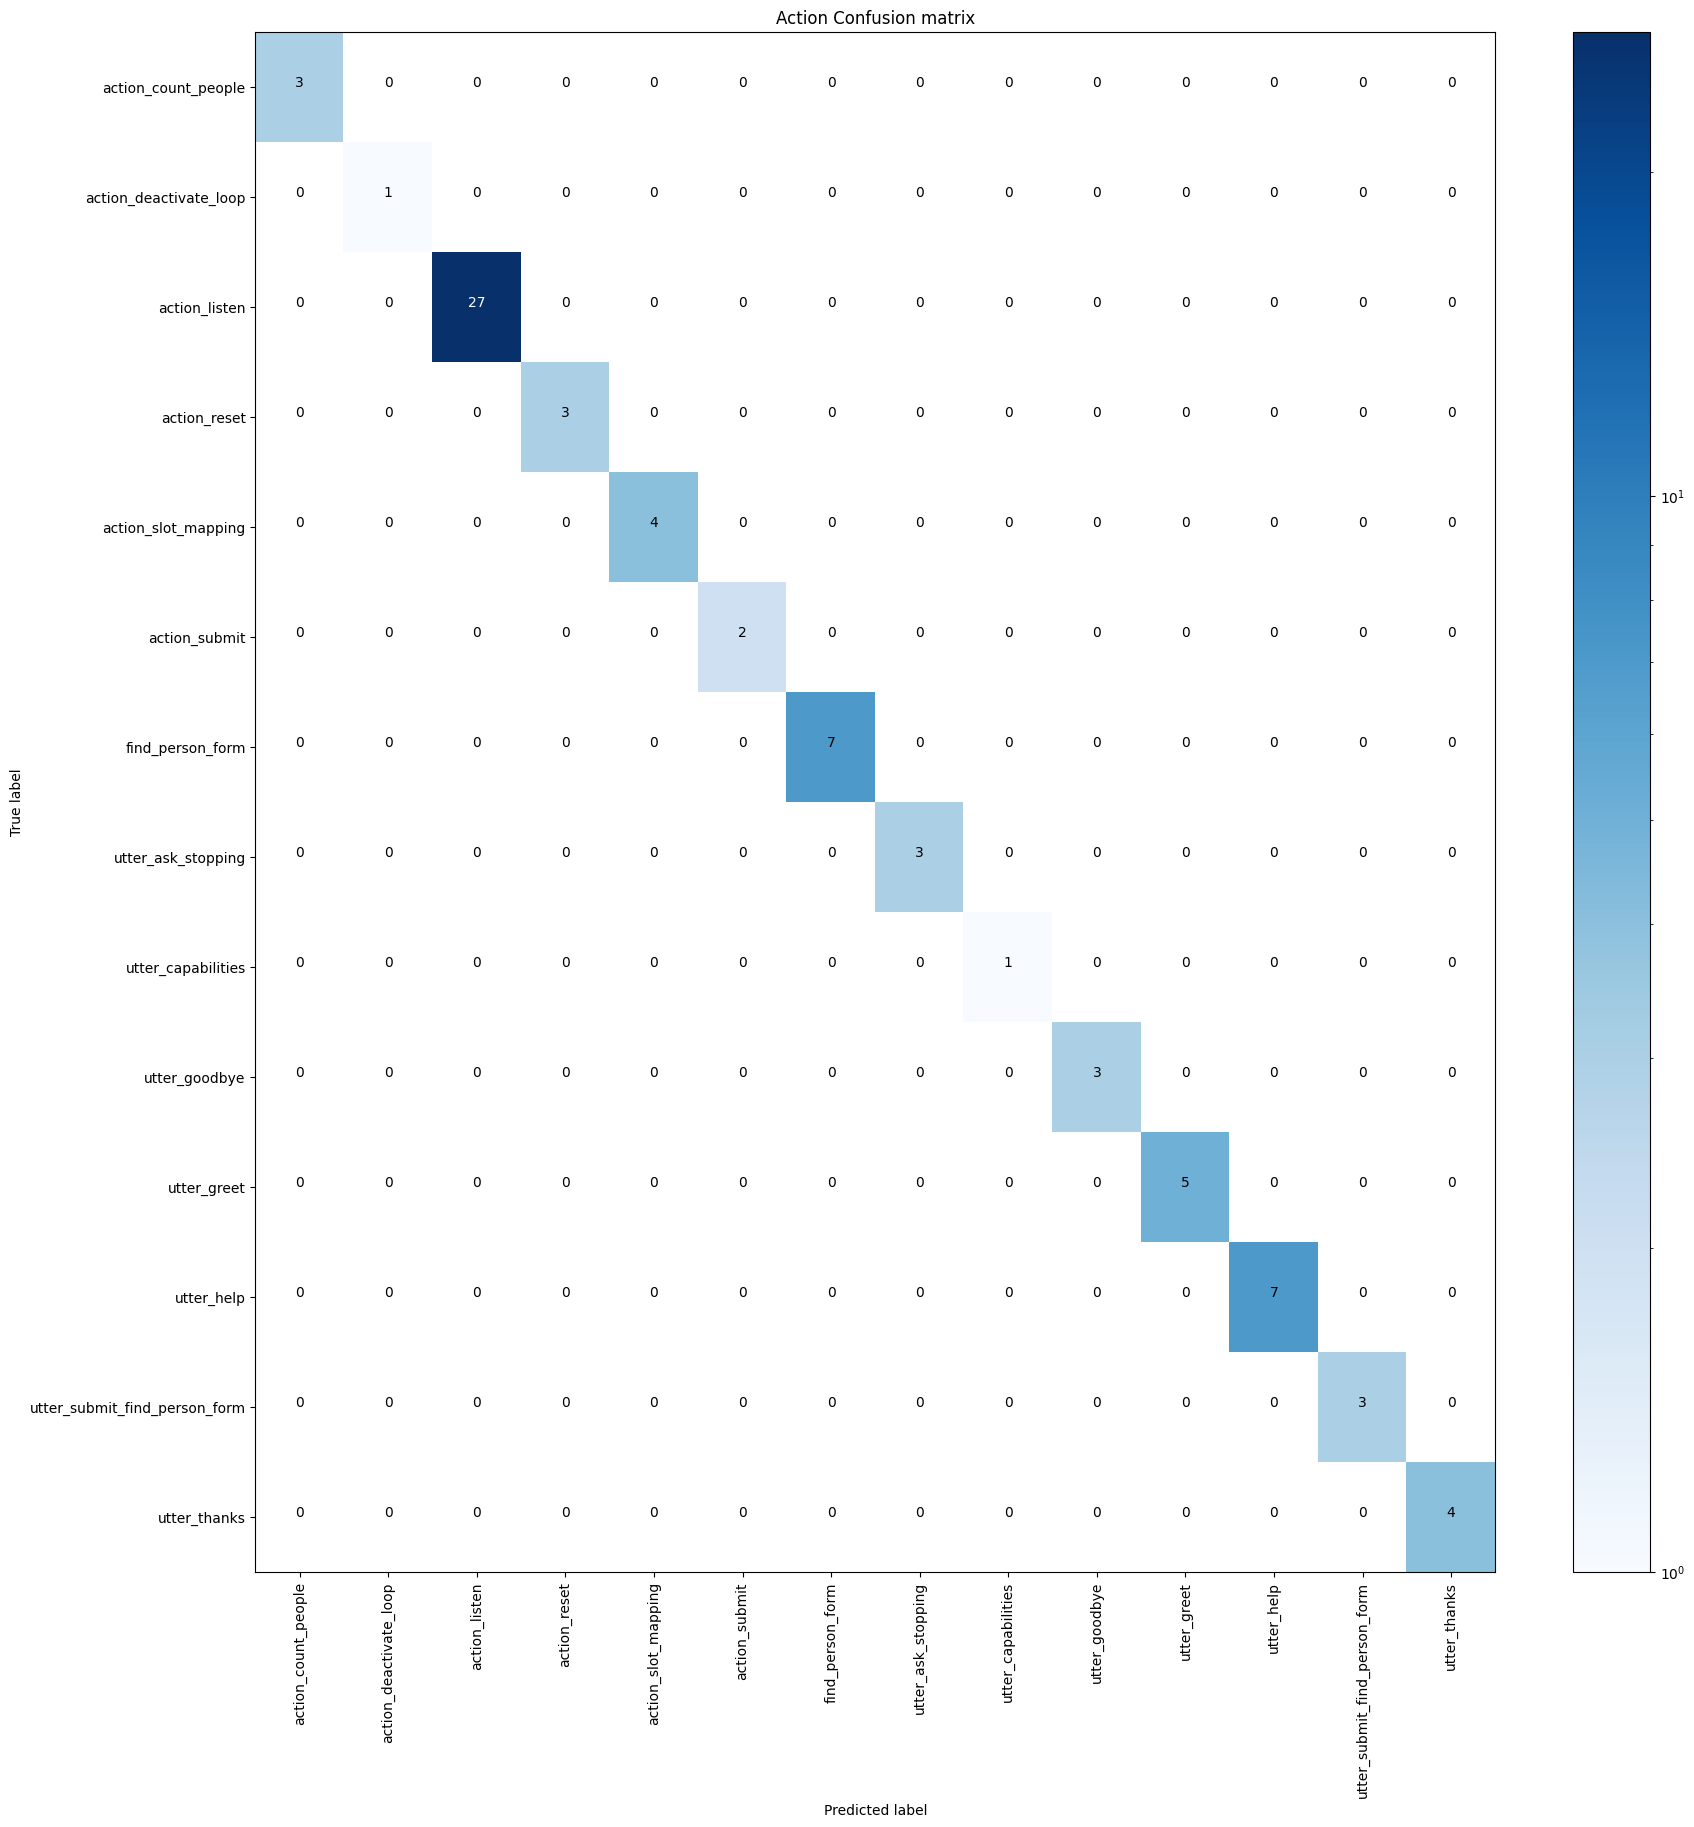 Action Confusion matrix
action_count_people 3 0 0 0 0 0 0 0 0 0 0 0 0 0
action_deactivate_loop 0 1 0 0 0 0 0 0 0 0 0 0 0 0
action_listen 0 0 27 0 0 0 0 0 0 0 0 0 0 0
action_reset 0 0 0 3 0 0 0 0 0 0 0 0 0 0
action_slot_mapping 0 0 0 0 4 0 0 0 0 0 0 0 0 0
10¹
action_submit 0 0 0 0 0 2 0 0 0 0 0 0 0 0
find_person_form 0 0 0 0 0 0 7 0 0 0 0 0 0 0
True label
utter_ask_stopping 0 0 0 0 0 0 0 3 0 0 0 0 0 0
utter_capabilities 0 0 0 0 0 0 0 0 1 0 0 0 0 0
utter_goodbye 0 0 0 0 0 0 0 0 0 3 0 0 0 0
utter_greet 0 0 0 0 0 0 0 0 0 0 5 0 0 0
utter_help 0 0 0 0 0 0 0 0 0 0 0 7 0 0
utter_submit_find_person_form 0 0 0 0 0 0 0 0 0 0 0 0 3 0
utter_thanks 0 0 0 0 0 0 0 0 0 0 0 0 0 4
10⁰
action_count_people
action_deactivate_loop
action_listen
action_reset
action_slot_mapping
action_submit
find_person_form
utter_ask_stopping
utter_capabilities
utter_goodbye
utter_greet
utter_help
utter_submit_find_person_form
utter_thanks
Predicted label